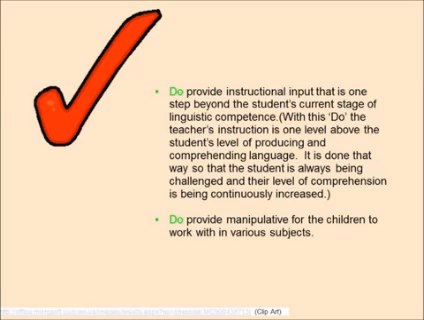 • Do provide instructional input that is one
step beyond the student's current stage of
linguistic competence.(With this 'Do' the
teacher's instruction is one level above the
student's level of producing and
comprehending language.  It is done that
way so that the student is always being
challenged and their level of comprehension
is being continuously increased.)
• Do provide manipulative for the children to
work with in various subjects.
(Clip Art)